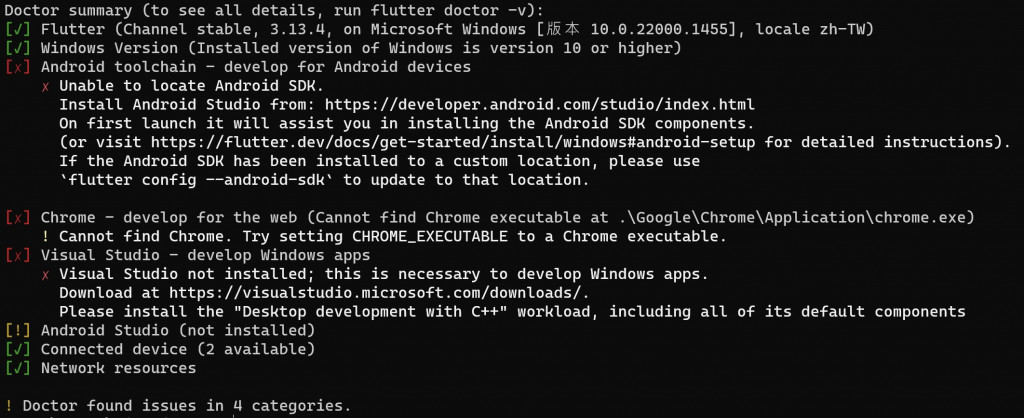 Doctor summary (to see all details, run flutter doctor -v):
[√] Flutter (Channel stable, 3.13.4, on Microsoft Windows [版本 10.0.22000.1455], locale zh-TW)
[√] Windows Version (Installed version of Windows is version 10 or higher)
[✗] Android toolchain - develop for Android devices
✗ Unable to locate Android SDK.
Install Android Studio from: https://developer.android.com/studio/index.html
On first launch it will assist you in installing the Android SDK components.
(or visit https://flutter.dev/docs/get-started/install/windows#android-setup for detailed instructions).
If the Android SDK has been installed to a custom location, please use
`flutter config --android-sdk` to update to that location.
[✗] Chrome - develop for the web (Cannot find Chrome executable at .\Google\Chrome\Application\chrome.exe)
! Cannot find Chrome. Try setting CHROME_EXECUTABLE to a Chrome executable.
[✗] Visual Studio - develop Windows apps
✗ Visual Studio not installed; this is necessary to develop Windows apps.
Download at https://visualstudio.microsoft.com/downloads/.
Please install the "Desktop development with C++" workload, including all of its default components
[!] Android Studio (not installed)
[√] Connected device (2 available)
[√] Network resources
! Doctor found issues in 4 categories.